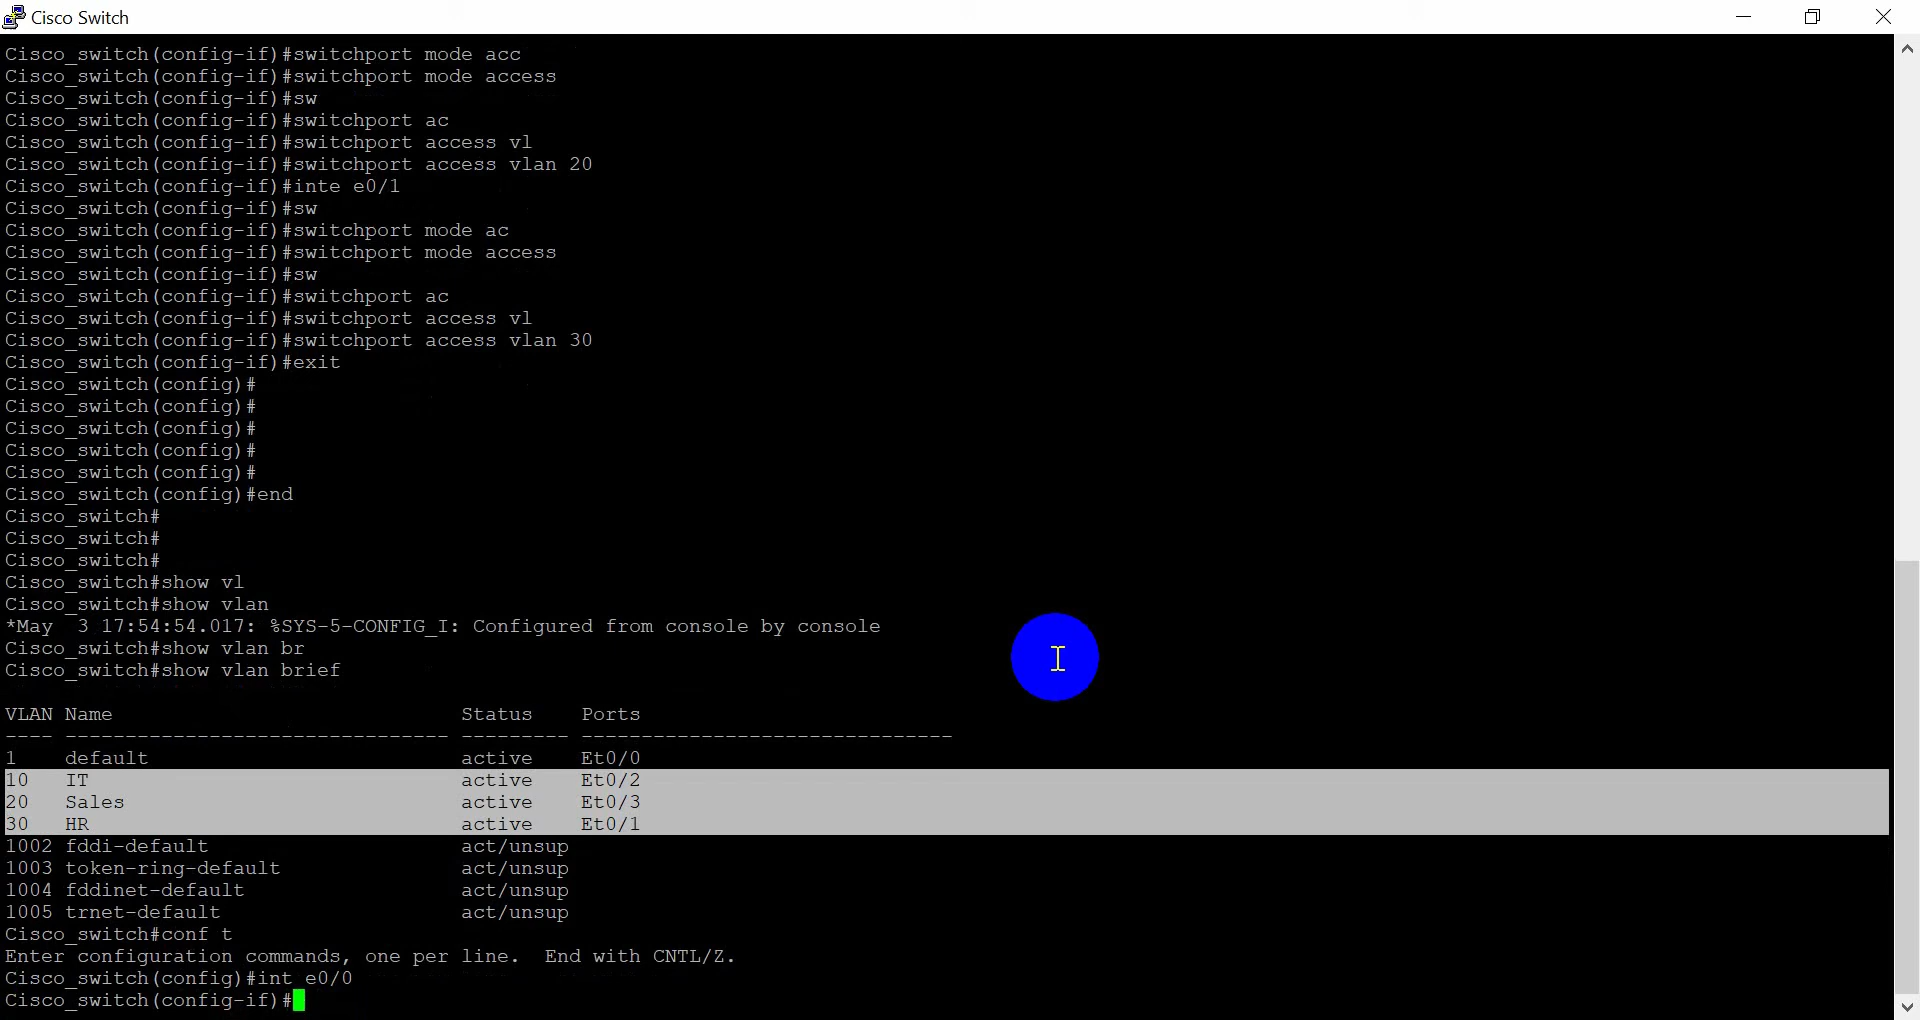 Cisco Switch
Cisco_switch(config-if)#switchport mode acc
Cisco_switch(config-if)#switchport mode access
Cisco_switch(config-if)#sw
Cisco_switch(config-if)#switchport ac
Cisco_switch(config-if)#switchport access vl
Cisco_switch(config-if)#switchport access vlan 20
Cisco_switch(config-if)#inte e0/1
Cisco_switch(config-if)#sw
Cisco_switch(config-if)#switchport mode ac
Cisco_switch(config-if)#switchport mode access
Cisco_switch(config-if)#sw
Cisco_switch(config-if)#switchport ac
Cisco_switch(config-if)#switchport access vl
Cisco_switch(config-if)#switchport access vlan 30
Cisco_switch(config-if)#exit
Cisco_switch(config)#
Cisco_switch(config)#
Cisco_switch(config)#
Cisco_switch(config)#
Cisco_switch(config)#
Cisco_switch(config)#end
Cisco_switch#
Cisco_switch#
Cisco_switch#
Cisco_switch#show vl
Cisco_switch#show vlan
*May  3 17:54:54.017: %SYS-5-CONFIG_I: Configured from console by console
Cisco_switch#show vlan br
Cisco_switch#show vlan brief
VLAN Name                             Status    Ports
---- -------------------------------- --------- -------------------------------
1    default                          active    Et0/0
10   IT                               active    Et0/2
20   Sales                            active    Et0/3
30   HR                               active    Et0/1
1002 fddi-default                     act/unsup
1003 token-ring-default               act/unsup
1004 fddinet-default                  act/unsup
1005 trnet-default                    act/unsup
Cisco_switch#conf t
Enter configuration commands, one per line.  End with CNTL/Z.
Cisco_switch(config)#int e0/0
Cisco_switch(config-if)#